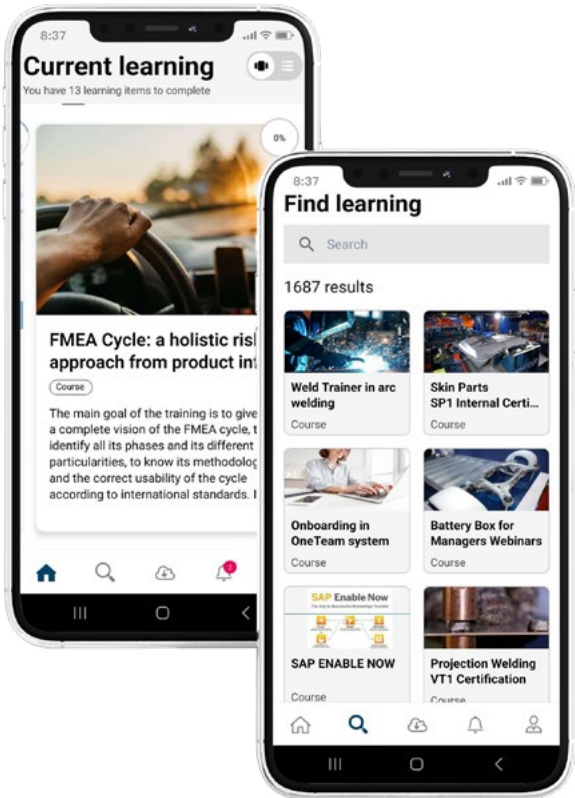 8:37
Current learning
You have 13 learning items to complete
0%
FMEA Cycle: a holistic ris
approach from product in
Course
The main goal of the training is to give
a complete vision of the FMEA cycle, t
identify all its phases and its different
particularities, to know its methodolog
and the correct usability of the cycle
according to international standards. I
8:37
Find learning
Search
1687 results
Weld Trainer in arc
welding
Course
Skin Parts
SP1 Internal Certi...
Course
Onboarding in
OneTeam system
Course
Battery Box for
Managers Webinars
Course
SAP Enable Now
SAP ENABLE NOW
Course
Projection Welding
VT1 Certification
Course